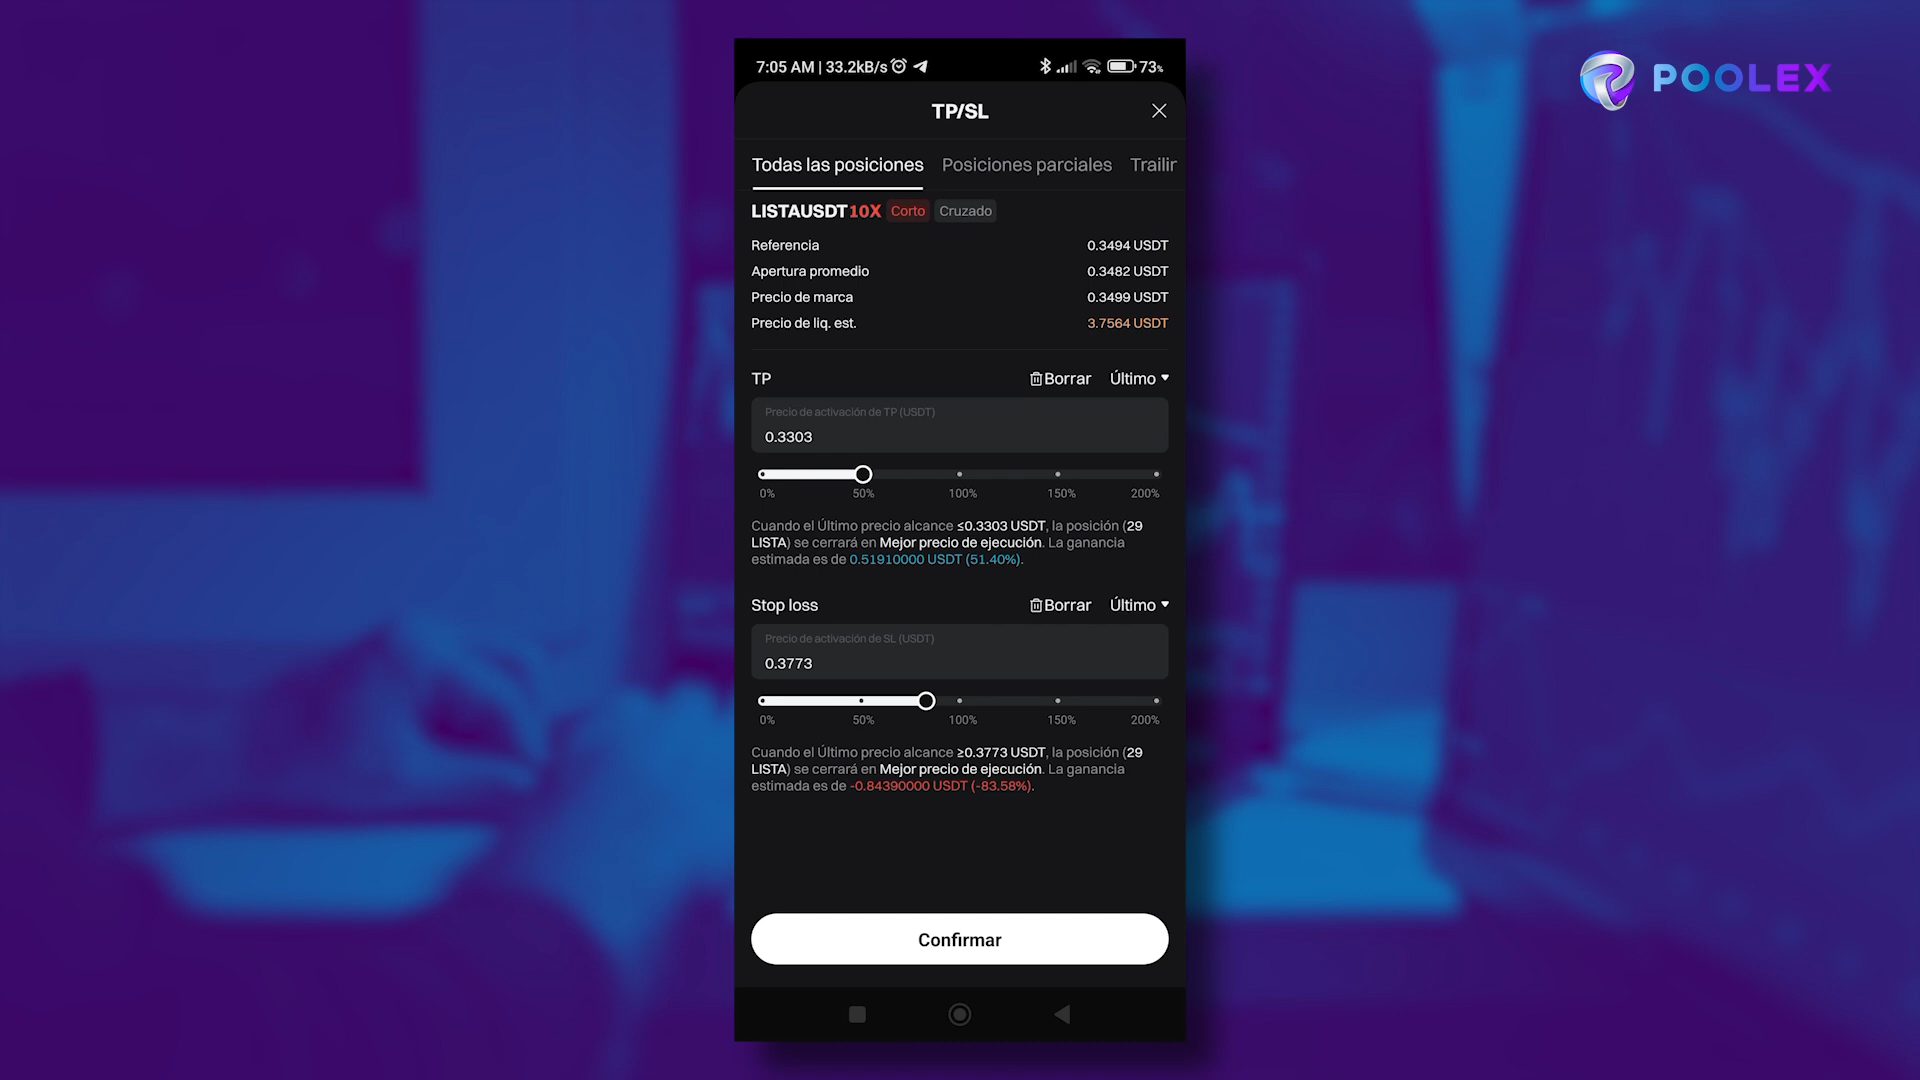 7:05 AM | 33.2kB/s 73%
POOLEX
TP/SL
Todas las posiciones Posiciones parciales Trailin
LISTAUSDT 10X Corto Cruzado
Referencia 0.3494 USDT
Apertura promedio 0.3482 USDT
Precio de marca 0.3499 USDT
Precio de liq. est. 3.7564 USDT
TP Borrar Último
Precio de activación de TP (USDT)
0.3303
0% 50% 100% 150% 200%
Cuando el Último precio alcance ≤0.3303 USDT, la posición (29
LISTA) se cerrará en Mejor precio de ejecución. La ganancia
estimada es de 0.51910000 USDT (51.40%).
Stop loss Borrar Último
Precio de activación de SL (USDT)
0.3773
0% 50% 100% 150% 200%
Cuando el Último precio alcance ≥0.3773 USDT, la posición (29
LISTA) se cerrará en Mejor precio de ejecución. La ganancia
estimada es de -0.84390000 USDT (-83.58%).
Confirmar